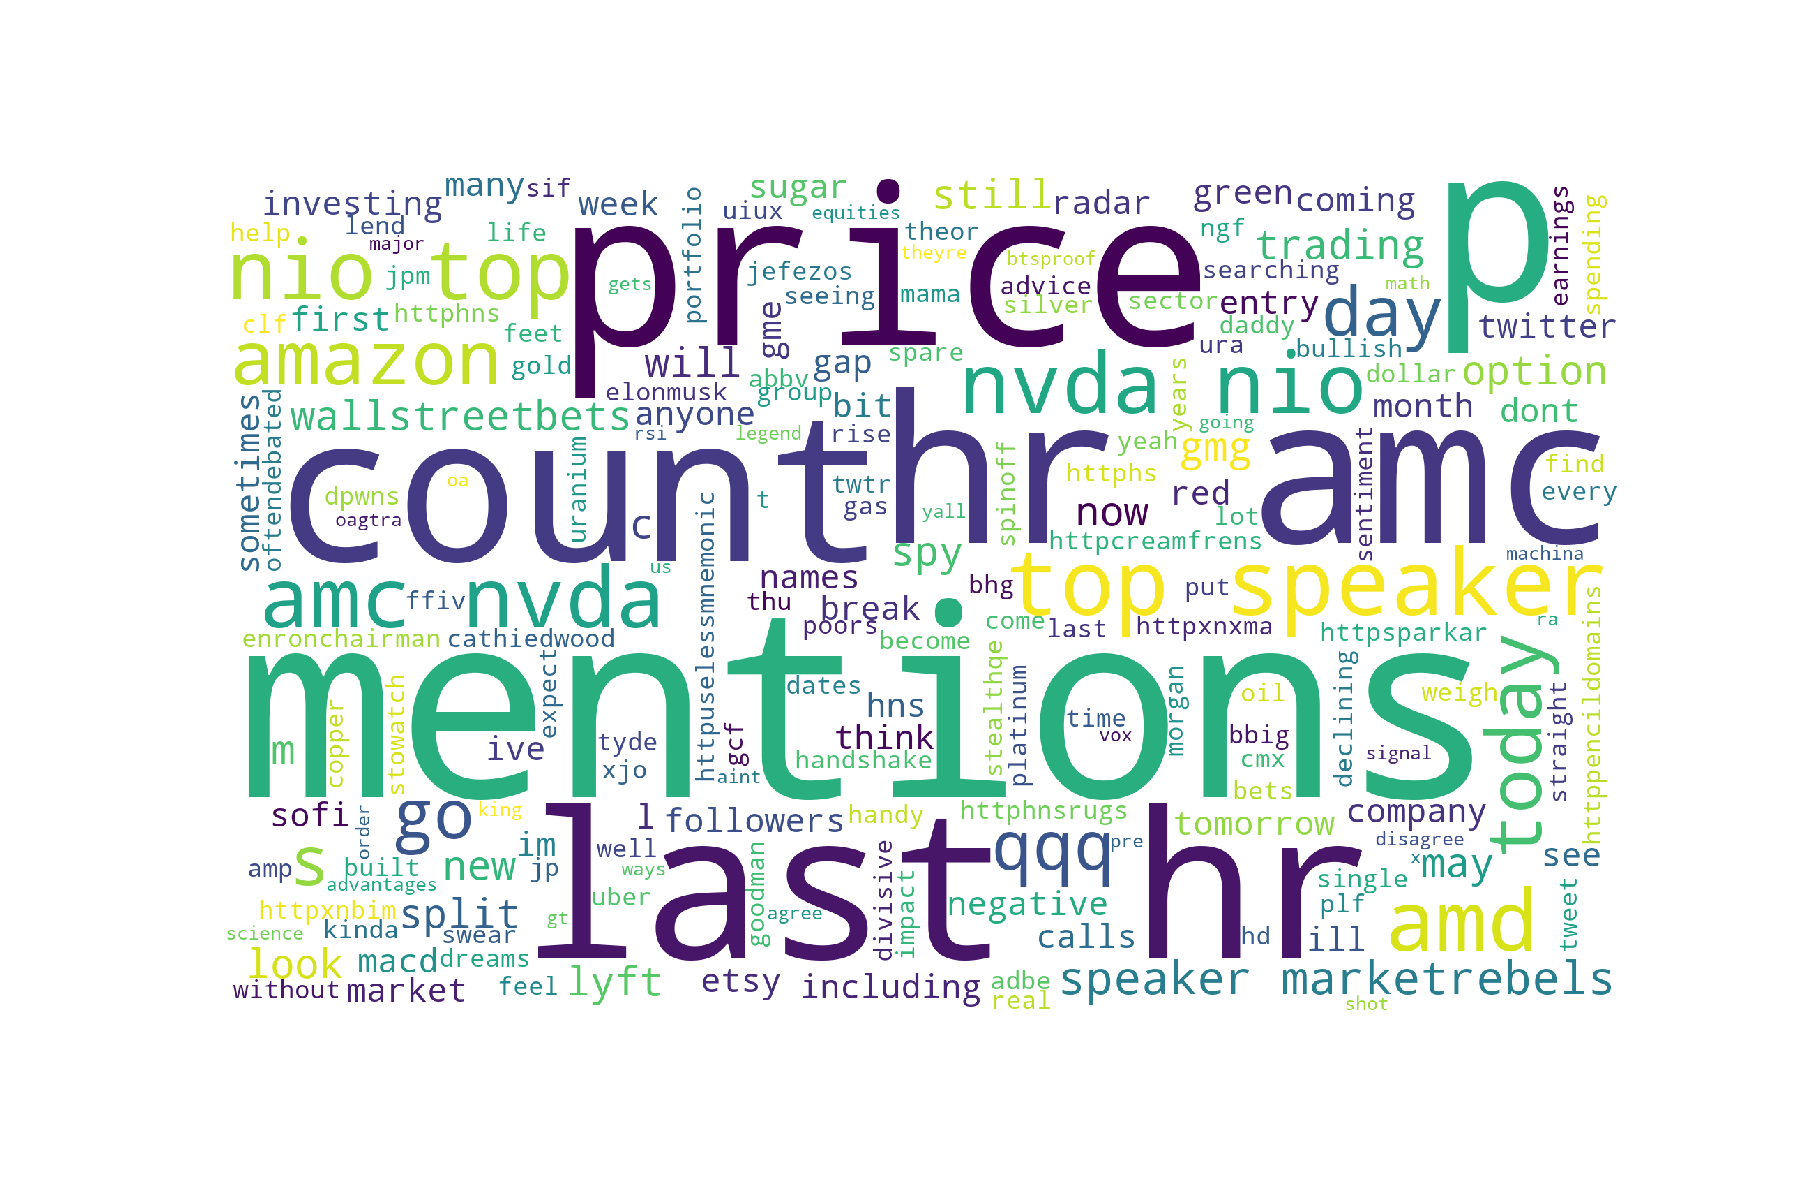 price
p
count
hr
amc
mentions
last
hr
top speaker
nio
top
amazon
nvda
nio
amc
nvda
day
today
go
s
qqq
amd
speaker marketrebels
investing
many
sif
week
portfolio
uiux
sugar
equities
still
radar
green
coming
earnings
spending
help
lend
major
life
jpm
gets
theor
theyre
jefezos
btsproof
ngf
trading
searching
seeing
mama
advice
silver
sector
entry
math
clf
first
httphns
feet
gme
daddy
twitter
gold
will
gap
spare
ura
bullish
elonmusk
abbv
group
years
dollar
option
wallstreetbets
anyone
bit
month
dont
sometimes
oftendebated
rsi
legend
rise
going
yeah
gmg
uranium
oa
dpwns
oagtra
c
httpuselessmnemonic
t
twtr
gas
yall
spinoff
httphs
red
now
lot
sentiment
find
every
httpcreamfrens
spy
machina
us
names
bhg
put
ffiv
thu
break
poors
become
come
last
httpxnxma
httpsparkar
ra
httppencilldomains
enronchairman
cathiedwood
expect
dates
hns
stealthqe
platinum
time
vox
morgan
oil
declining
weigh
copper
stowatch
m
ive
tyde
xjo
gcf
aint
think
handshake
bbig
cmx
signal
straight
bets
sofi
order
king
l
followers
handy
httphnsrugs
tomorrow
company
disagree
im
well
pre
x
may
see
amp
built
advantages
new
jp
ways
uber
goodman
divisive
impact
single
plf
tweet
httpxnbim
split
gt
agree
negative
science
kinda
swear
calls
hd
ill
look
macd
dreams
without
market
feel
lyft
etsy
including
adbe
real
shot